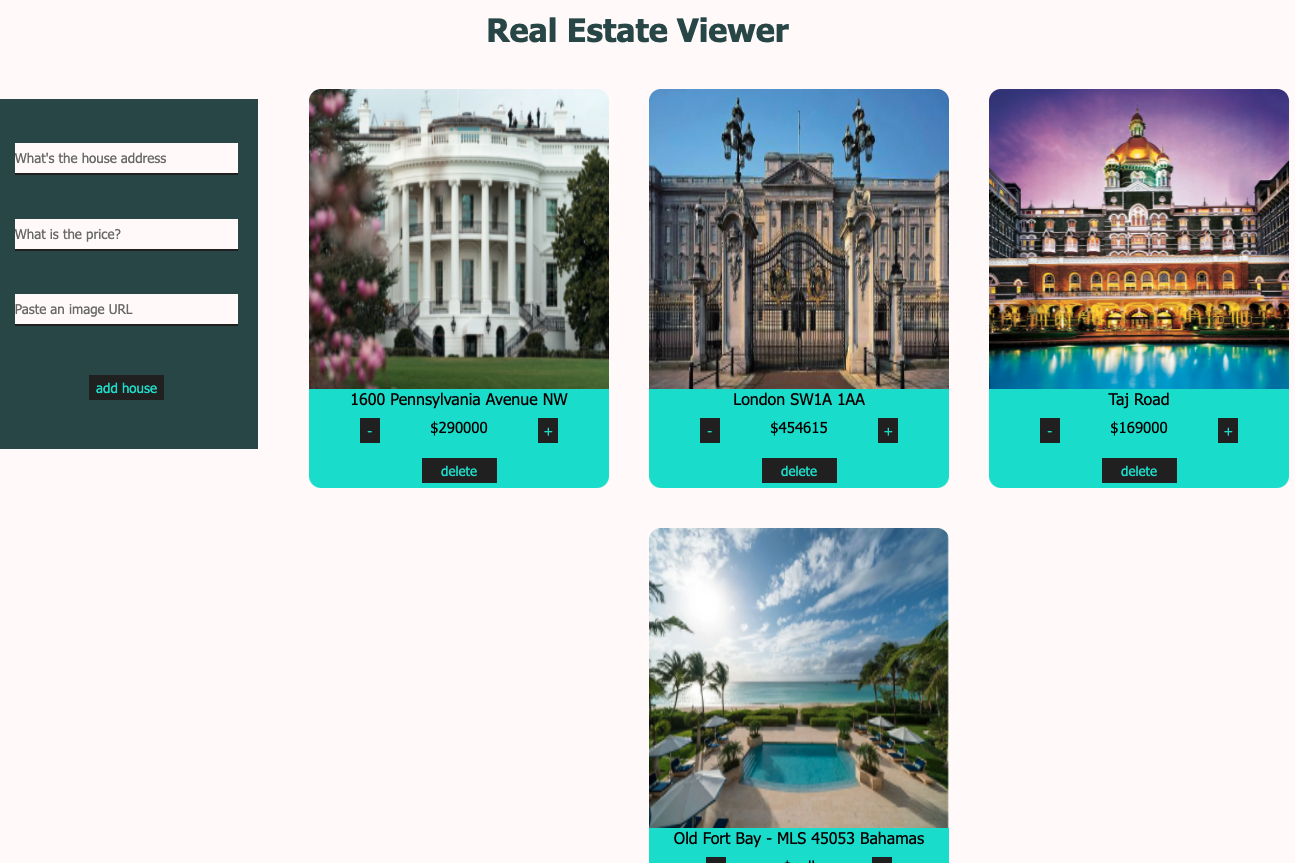 Real Estate Viewer
What's the house address
What is the price?
Paste an image URL
add house
1600 Pennsylvania Avenue NW
- $290000 +
delete
London SW1A 1AA
- $454615 +
delete
Taj Road
- $169000 +
delete
Old Fort Bay - MLS 45053 Bahamas